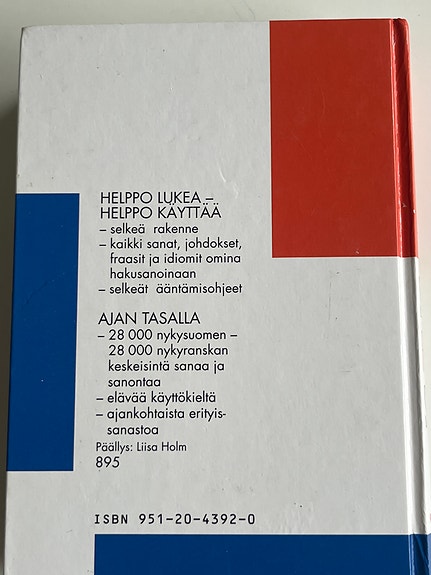 HELPPO LUKEA –
HELPPO KÄYTTÄÄ
– selkeä rakenne
– kaikki sanat, johdokset,
fraasit ja idiomit omina
hakusanoinaan
– selkeät ääntämisohjeet
AJAN TASALLA
– 28 000 nykysuomen –
28 000 nykyranskan
keskeisintä sanaa ja
sanontaa
– elävää käyttökieltä
– ajankohtaista erityis-
sanastoa
Päällys: Liisa Holm
895
ISBN 951-20-4392-0